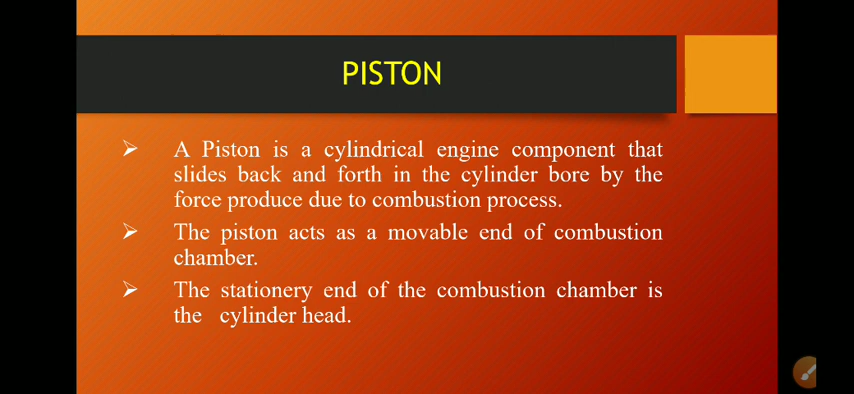 PISTON
➢ A Piston is a cylindrical engine component that
slides back and forth in the cylinder bore by the
force produce due to combustion process.
➢ The piston acts as a movable end of combustion
chamber.
➢ The stationery end of the combustion chamber is
the cylinder head.